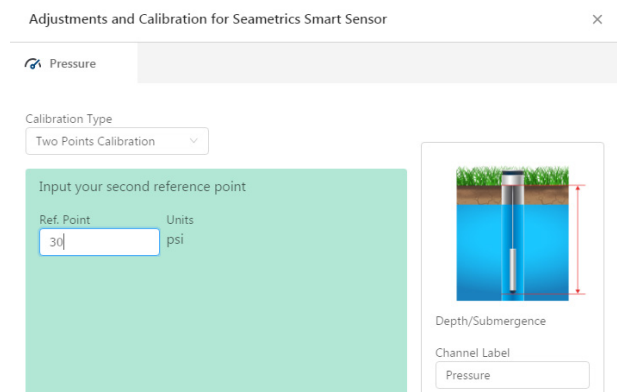 Adjustments and Calibration for Seametrics Smart Sensor
Pressure
Calibration Type
Two Points Calibration
Input your second reference point
Ref. Point Units
30 psi
Depth/Submergence
Channel Label
Pressure